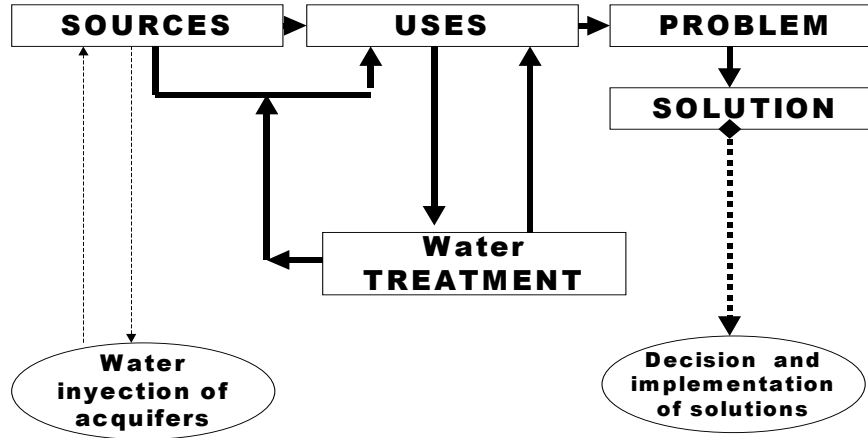 SOURCES
USES
PROBLEM
SOLUTION
Water
TREATMENT
Water
inyection of
acquifers
Decision and
implementation
of solutions